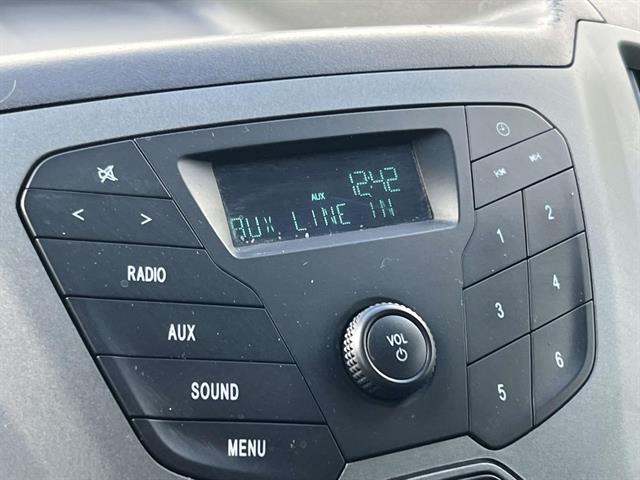 12:42
AUX
AUX LINE IN
RADIO
AUX
SOUND
MENU
VOL
1
2
3
4
5
6